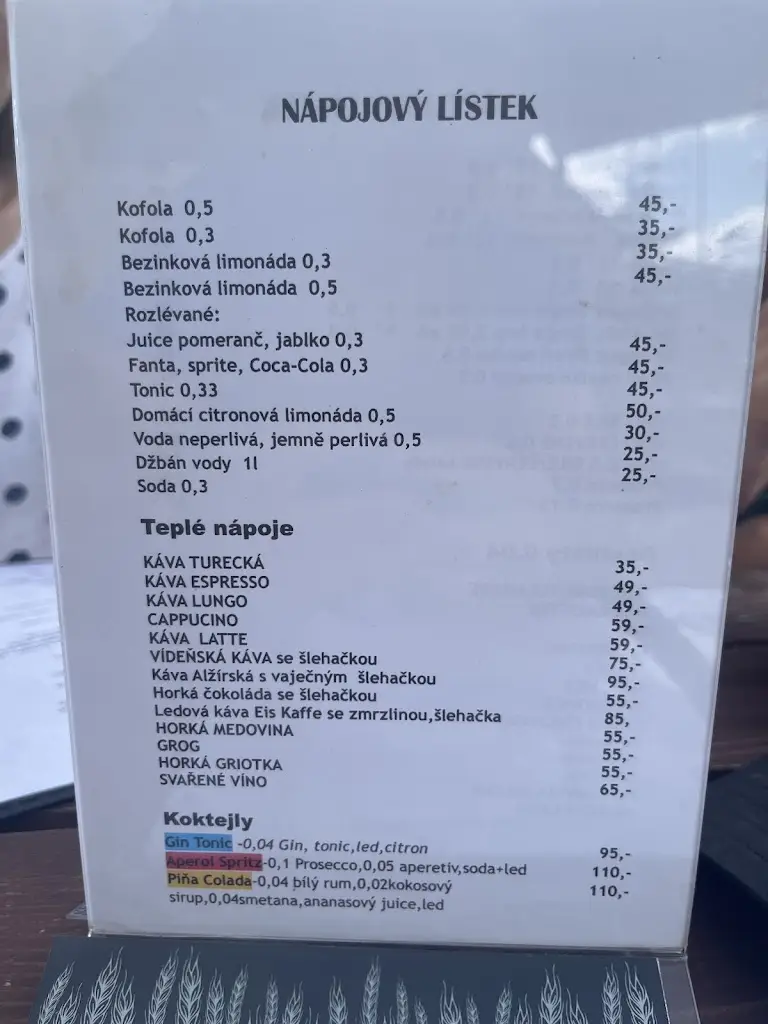 NÁPOJOVÝ LÍSTEK
Kofola 0,5 45,-
Kofola 0,3 35,-
Bezinková limonáda 0,3 35,-
Bezinková limonáda 0,5 45,-
Rozlévané:
Juice pomeranč, jablko 0,3 45,-
Fanta, sprite, Coca-Cola 0,3 45,-
Tonic 0,33 45,-
Domácí citronová limonáda 0,5 50,-
Voda neperlivá, jemně perlivá 0,5 30,-
Džbán vody 1l 25,-
Soda 0,3 25,-
Teplé nápoje
KÁVA TURECKÁ 35,-
KÁVA ESPRESSO 49,-
KÁVA LUNGO 49,-
CAPPUCINO 59,-
KÁVA LATTE 59,-
VÍDEŇSKÁ KÁVA se šlehačkou 75,-
Káva Alžírská s vaječným šlehačkou 95,-
Horká čokoláda se šlehačkou 55,-
Ledová káva Eis Kaffe se zmrzlinou,šlehačka 85,
HORKÁ MEDOVINA 55,-
GROG 55,-
HORKÁ GRIOTKA 55,-
SVAŘENÉ VÍNO 65,-
Koktejly
Gin Tonic -0,04 Gin, tonic,led,citron 95,-
Aperol Spritz-0,1 Prosecco,0,05 aperetiv,soda+led 110,-
Piňa Colada-0,04 bílý rum,0,02kokosový 110,-
sirup,0,04smetana,ananasový juice,led